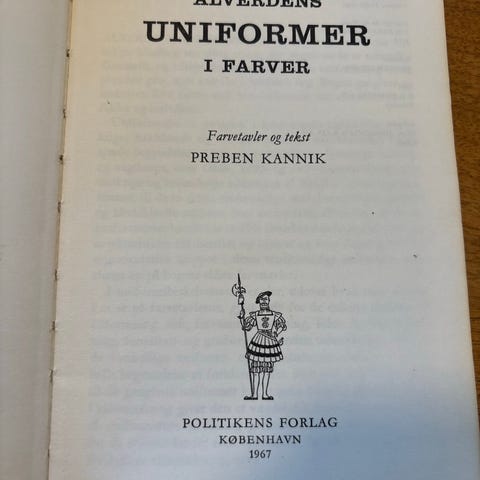 ALVERDENS
UNIFORMER
I FARVER
Farvetavler og tekst
PREBEN KANNIK
POLITIKENS FORLAG
KØBENHAVN
1967